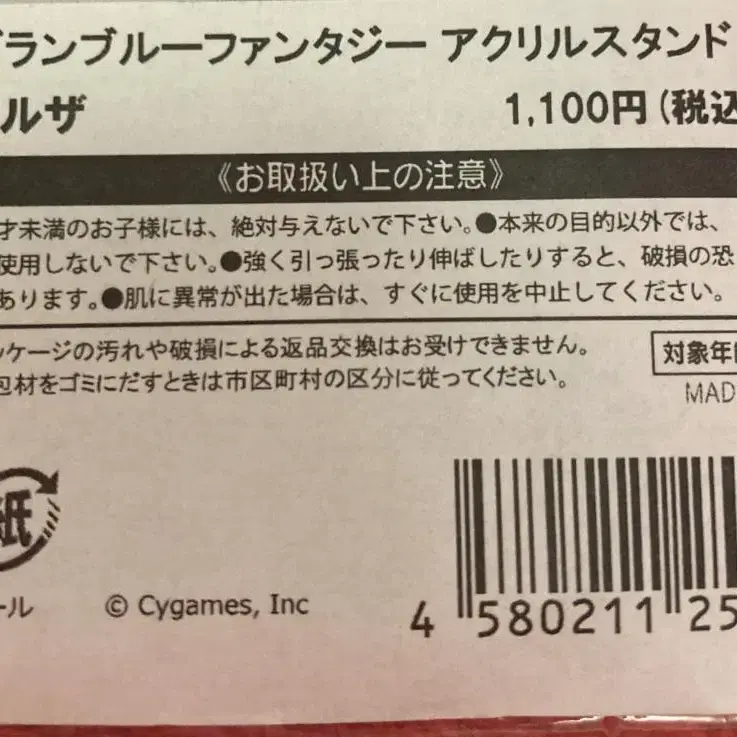 グランブルーファンタジー アクリルスタンド
ルザ 1,100円(税込
《お取扱い上の注意》
才未満のお子様には、絶対与えないで下さい。●本来の目的以外では、
使用しないで下さい。●強く引っ張ったり伸ばしたりすると、破損の恐
あります。●肌に異常が出た場合は、すぐに使用を中止してください。
ッケージの汚れや破損による返品交換はお受けできません。
包材をゴミにだすときは市区町村の区分に従ってください。
対象年齢
MAD
紙
ール
© Cygames, Inc
4 580211 25